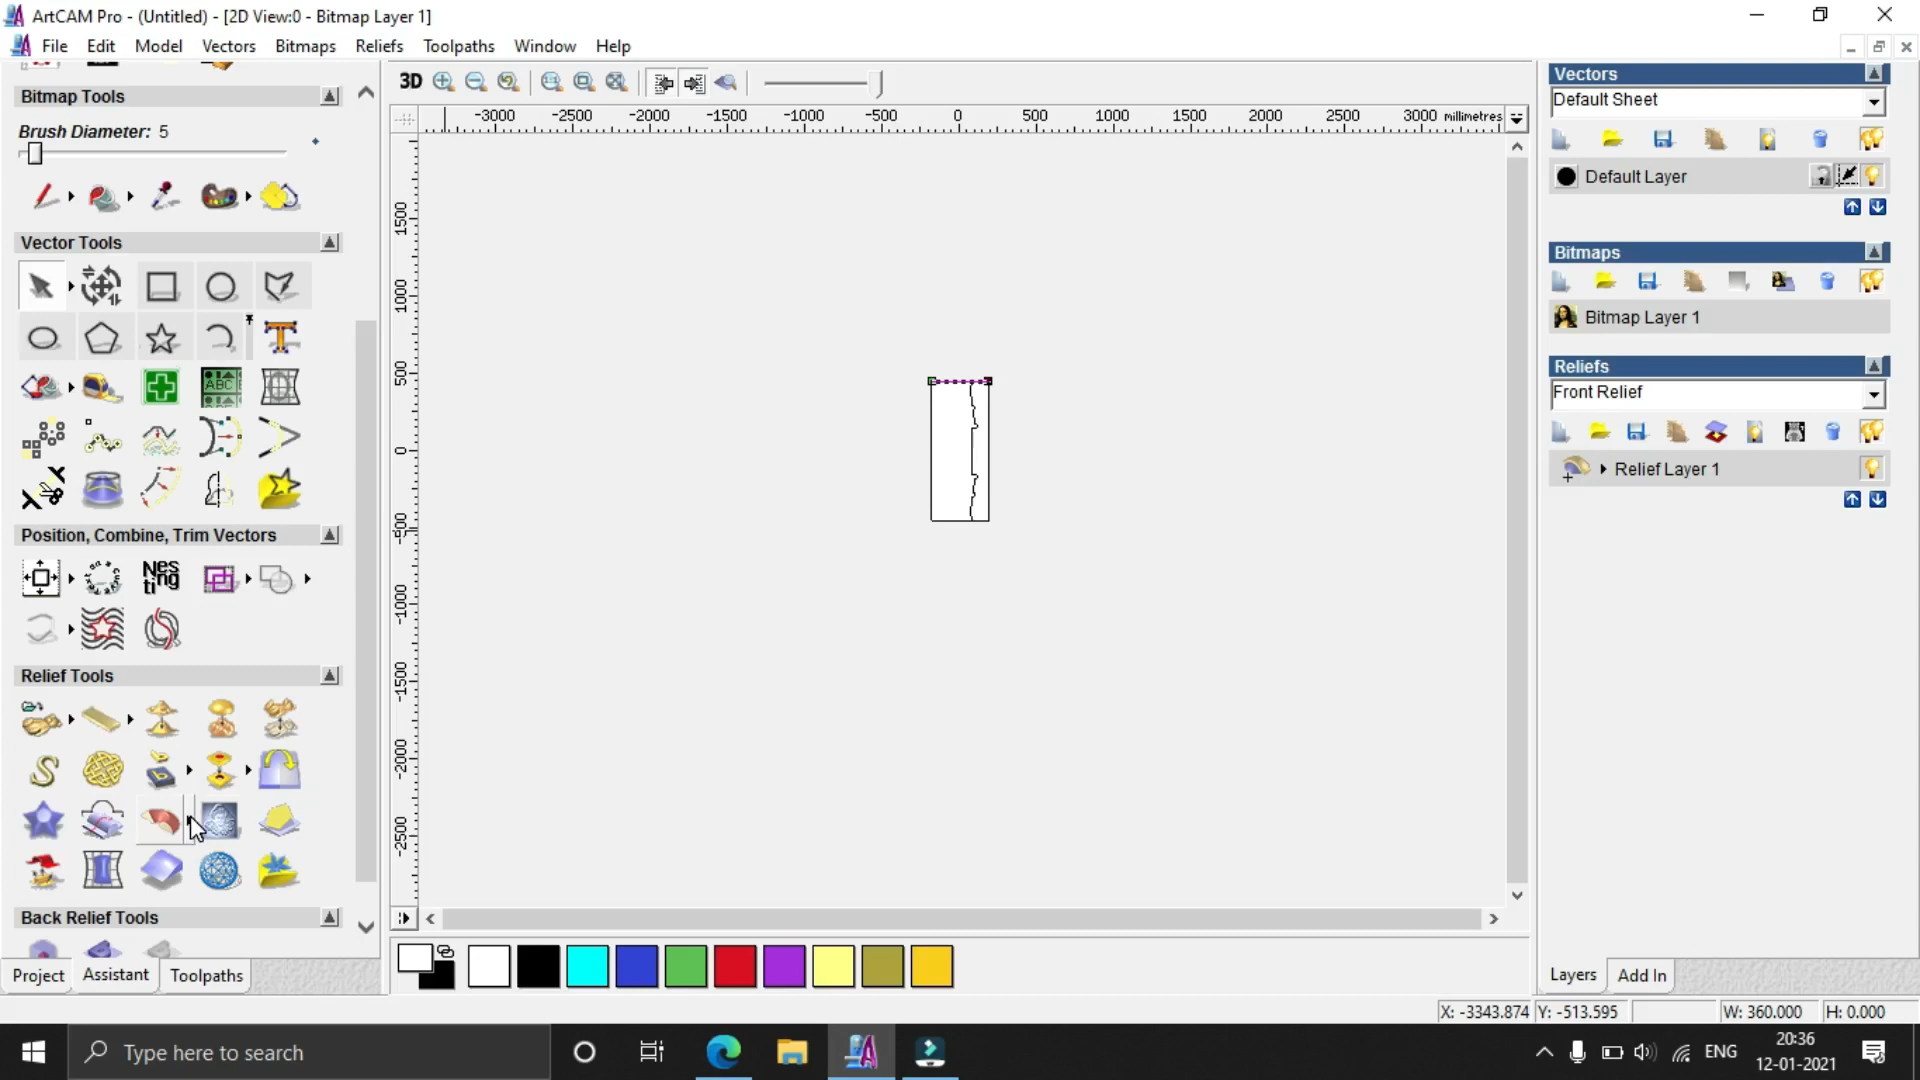 ArtCAM Pro - (Untitled) - [2D View:0 - Bitmap Layer 1]
File Edit Model Vectors Bitmaps Reliefs Toolpaths Window Help
Bitmap Tools
Brush Diameter: 5
Vector Tools
T
ABC
Position, Combine, Trim Vectors
Nes
ting
Relief Tools
S
Back Relief Tools
Project Assistant Toolpaths
3D
-3000 -2500 -2000 -1500 -1000 -500 0 500 1000 1500 2000 2500 3000 millimetres
1500
1000
500
0
-500
-1000
-1500
-2000
-2500
Vectors
Default Sheet
Default Layer
Bitmaps
Bitmap Layer 1
Reliefs
Front Relief
Relief Layer 1
Layers Add In
X: -3343.874 Y: -513.595 W: 360.000 H: 0.000
Type here to search
ENG
20:36
12-01-2021